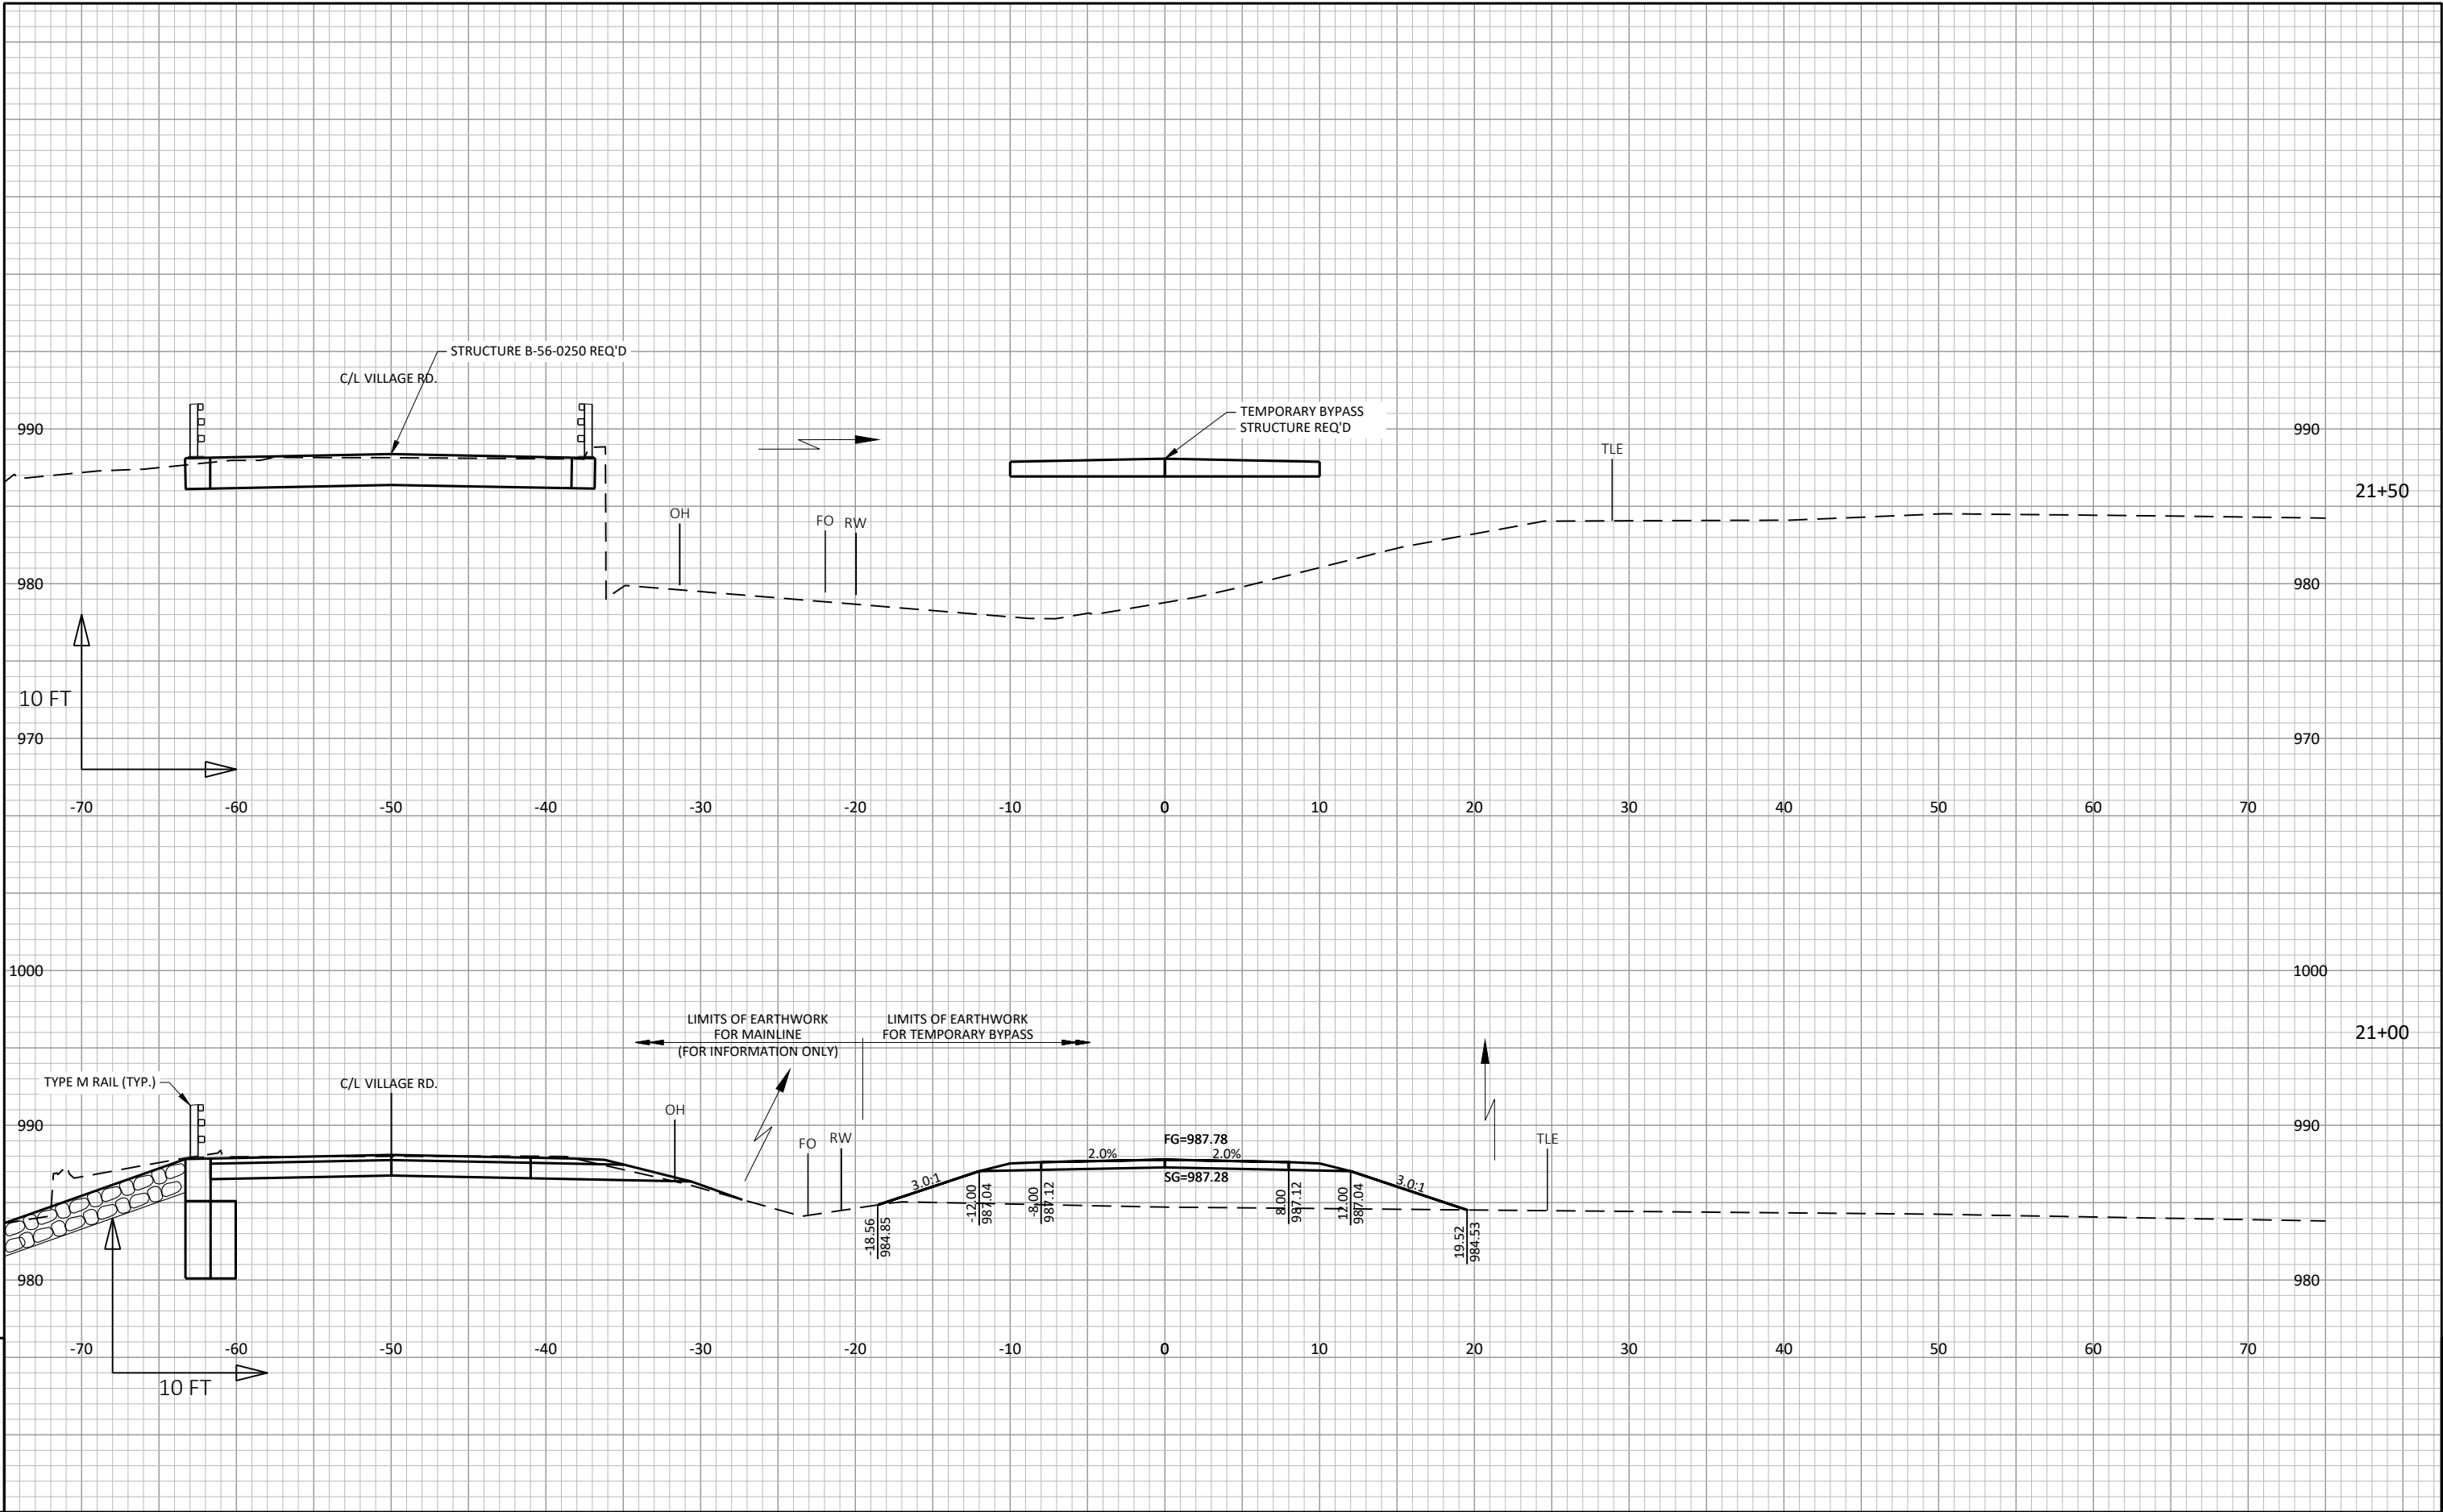 STRUCTURE B-56-0250 REQ'D
C/L VILLAGE RD.
TEMPORARY BYPASS
STRUCTURE REQ'D
990
990
TLE
21+50
OH
FO
RW
980
980
10 FT
970
970
-70
-60
-50
-40
-30
-20
-10
0
10
20
30
40
50
60
70
1000
1000
LIMITS OF EARTHWORK
FOR MAINLINE
(FOR INFORMATION ONLY)
LIMITS OF EARTHWORK
FOR TEMPORARY BYPASS
21+00
TYPE M RAIL (TYP.)
C/L VILLAGE RD.
OH
990
990
FO
RW
FG=987.78
TLE
2.0%
2.0%
SG=987.28
3.0:1
3.0:1
-18.56
984.85
-12.00
987.04
-8.00
987.12
8.00
987.12
12.00
987.04
19.52
984.53
980
980
-70
-60
-50
-40
-30
-20
-10
0
10
20
30
40
50
60
70
10 FT